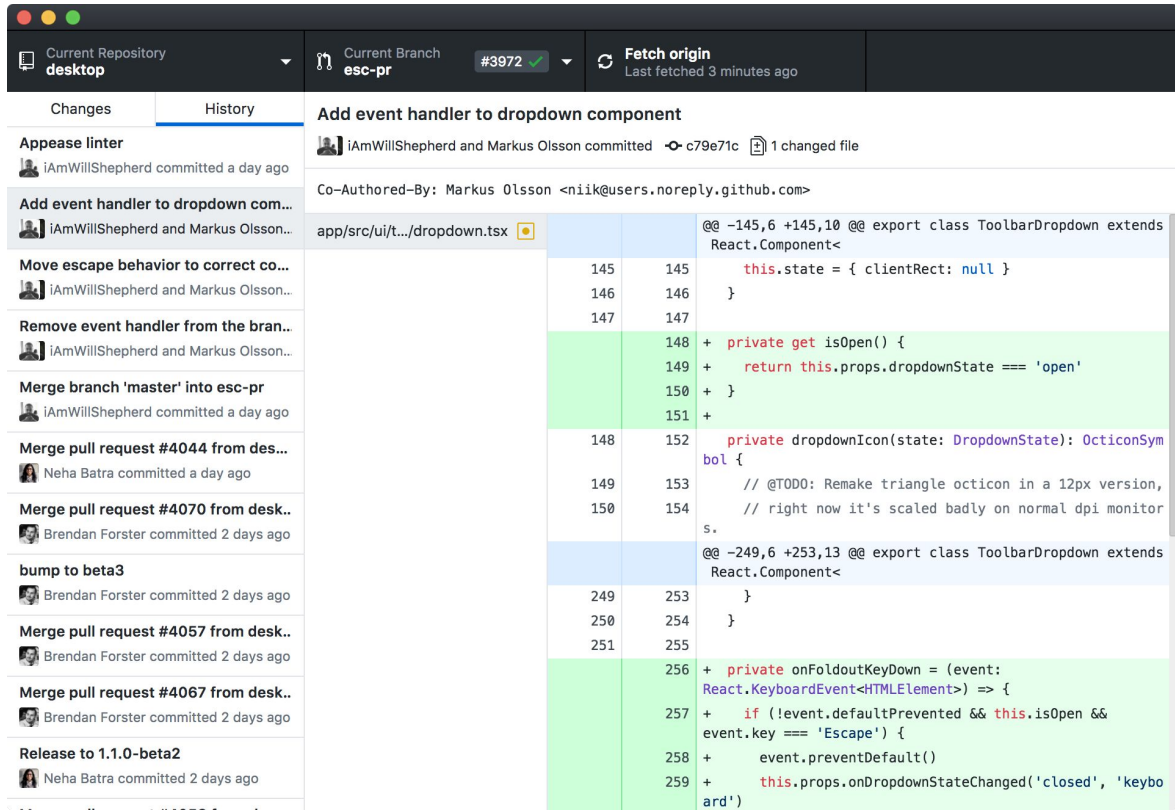 Current Repository
desktop
Current Branch
esc-pr
#3972
Fetch origin
Last fetched 3 minutes ago
Changes
History
Appease linter
iAmWillShepherd committed a day ago
Add event handler to dropdown com...
iAmWillShepherd and Markus Olsson...
Move escape behavior to correct co...
iAmWillShepherd and Markus Olsson...
Remove event handler from the bran...
iAmWillShepherd and Markus Olsson...
Merge branch 'master' into esc-pr
iAmWillShepherd committed a day ago
Merge pull request #4044 from des...
Neha Batra committed a day ago
Merge pull request #4070 from desk...
Brendan Forster committed 2 days ago
bump to beta3
Brendan Forster committed 2 days ago
Merge pull request #4057 from desk...
Brendan Forster committed 2 days ago
Merge pull request #4067 from desk...
Brendan Forster committed 2 days ago
Release to 1.1.0-beta2
Neha Batra committed 2 days ago
Add event handler to dropdown component
iAmWillShepherd and Markus Olsson committed c79e71c 1 changed file
Co-Authored-By: Markus Olsson <niik@users.noreply.github.com>
app/src/ui/t.../dropdown.tsx
@@ -145,6 +145,10 @@ export class ToolbarDropdown extends
React.Component<
145 145 this.state = { clientRect: null }
146 146 }
147 147
148 + private get isOpen() {
149 + return this.props.dropdownState === 'open'
150 + }
151 +
148 152 private dropdownIcon(state: DropdownState): OcticonSym
bol {
149 153 // @TODO: Remake triangle octicon in a 12px version,
150 154 // right now it's scaled badly on normal dpi monitor
s.
@@ -249,6 +253,13 @@ export class ToolbarDropdown extends
React.Component<
249 253 }
250 254 }
251 255
256 + private onFoldoutKeyDown = (event:
React.KeyboardEvent<HTMLElement>) => {
257 + if (!event.defaultPrevented && this.isOpen &&
event.key === 'Escape') {
258 + event.preventDefault()
259 + this.props.onDropdownStateChanged('closed', 'keybo
ard')